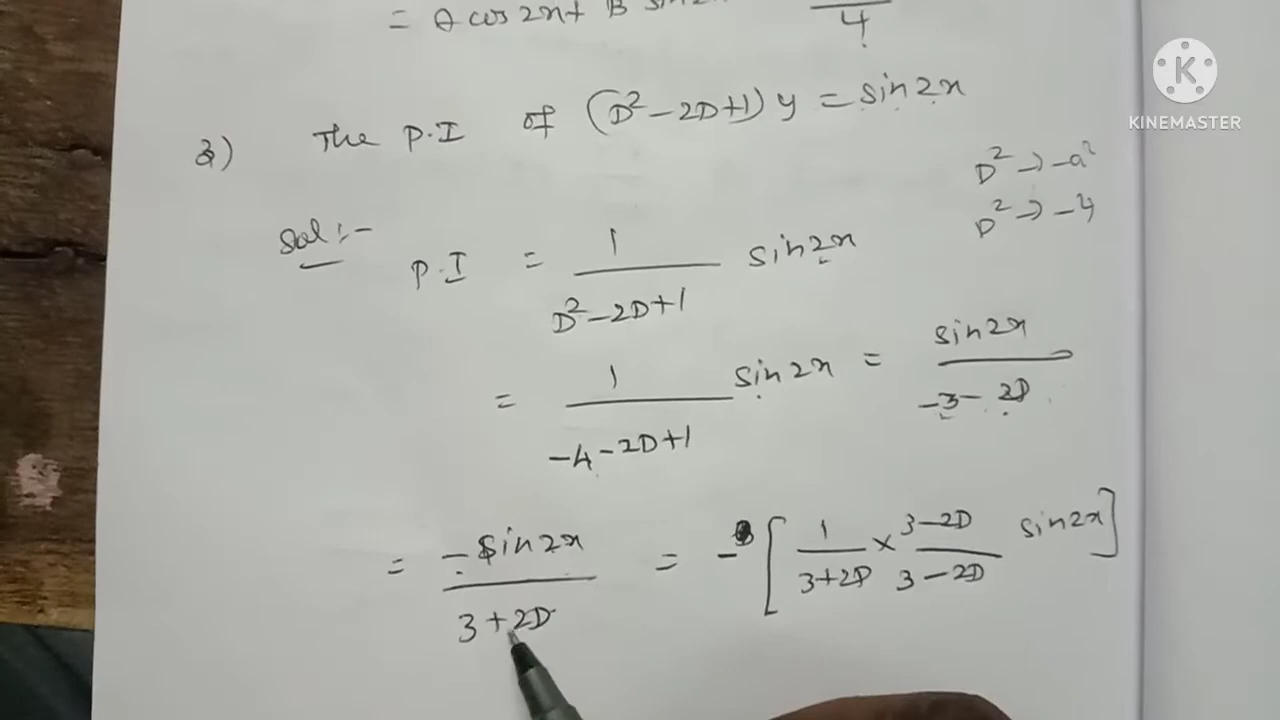 = A cos 2x + B sin 2x 4
3) The P.I of (D² - 2D+1) y = sin 2x
D² → -a²
D² → -4
Sol :- P.I = 1 / (D² - 2D+1) sin 2x
= 1 / (-4 - 2D+1) sin 2x = sin 2x / (-3 - 2D)
= - sin 2x / (3 + 2D) = - [ 1 / (3+2D) × (3-2D) / (3-2D) sin 2x ]
K
KINEMASTER